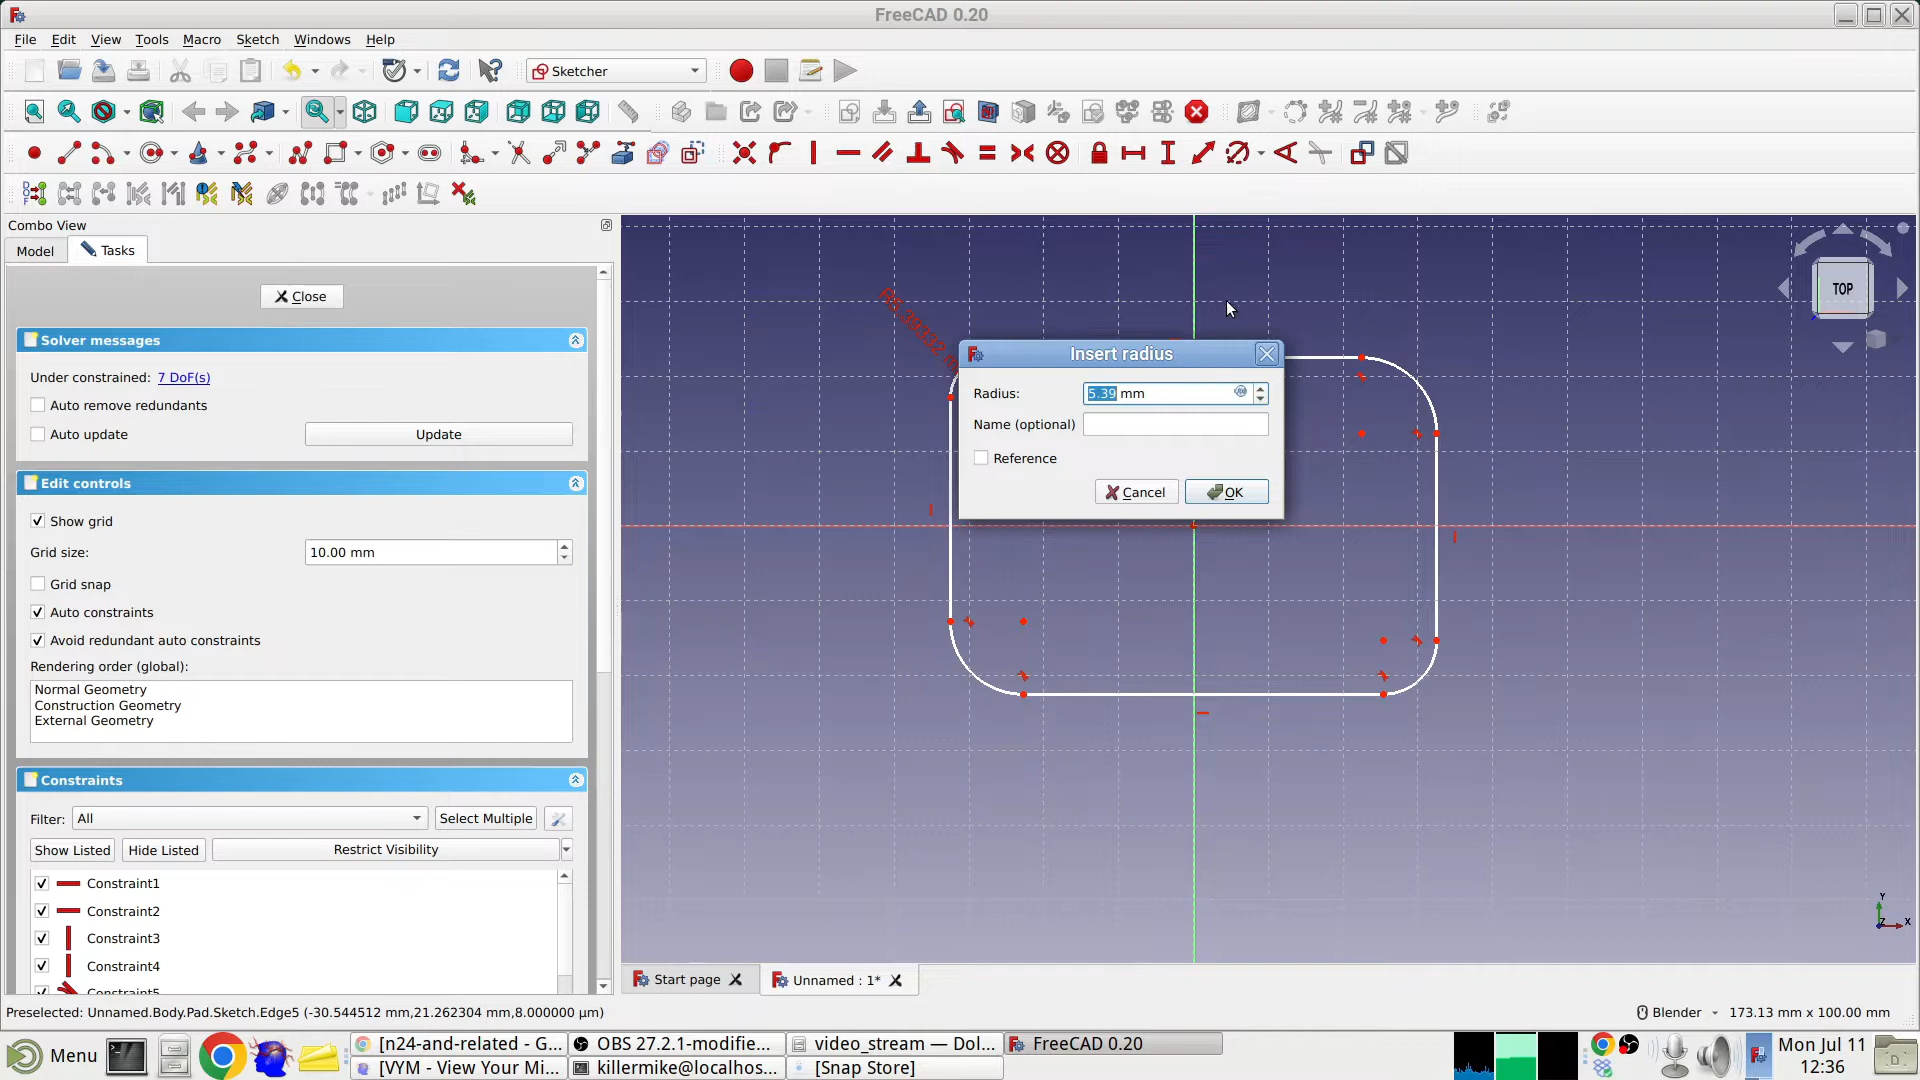 FreeCAD 0.20
File Edit View Tools Macro Sketch Windows Help
Sketcher
Combo View
Model Tasks
Close
Solver messages
Under constrained: 7 DoF(s)
Auto remove redundants
Auto update Update
Edit controls
Show grid
Grid size: 10.00 mm
Grid snap
Auto constraints
Avoid redundant auto constraints
Rendering order (global):
Normal Geometry
Construction Geometry
External Geometry
Constraints
Filter: All Select Multiple
Show Listed Hide Listed Restrict Visibility
Constraint1
Constraint2
Constraint3
Constraint4
Constraint5
TOP
Insert radius
Radius: 5.39 mm
Name (optional)
Reference
Cancel OK
Y
Z X
Start page Unnamed : 1*
Preselected: Unnamed.Body.Pad.Sketch.Edge5 (-30.544512 mm,21.262304 mm,8.000000 µm) Blender 173.13 mm x 100.00 mm
Menu [n24-and-related - G... OBS 27.2.1-modifie... video_stream — Dol... FreeCAD 0.20 Mon Jul 11
[VYM - View Your Mi... killermike@localhos... [Snap Store] 12:36